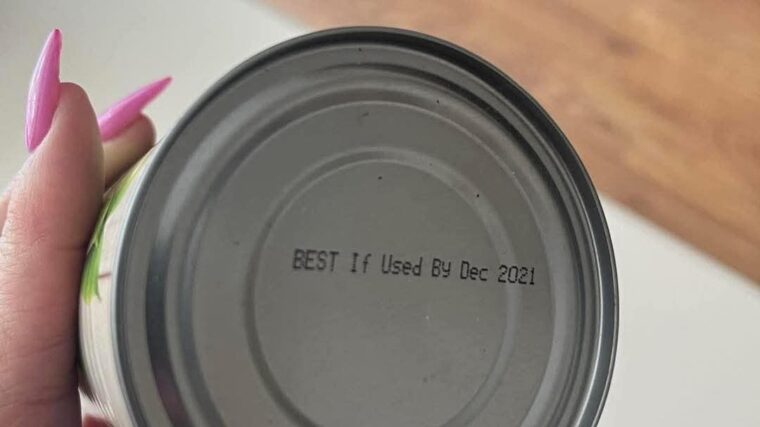 BEST If Used By Dec 2021